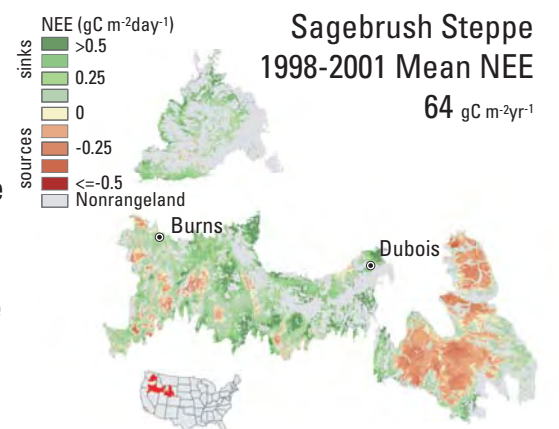 NEE (gC m-2day-1)
sinks
>0.5
0.25
0
sources
-0.25
<=-0.5
Nonrangeland
Sagebrush Steppe
1998-2001 Mean NEE
64 gC m-2yr-1
Burns
Dubois
e